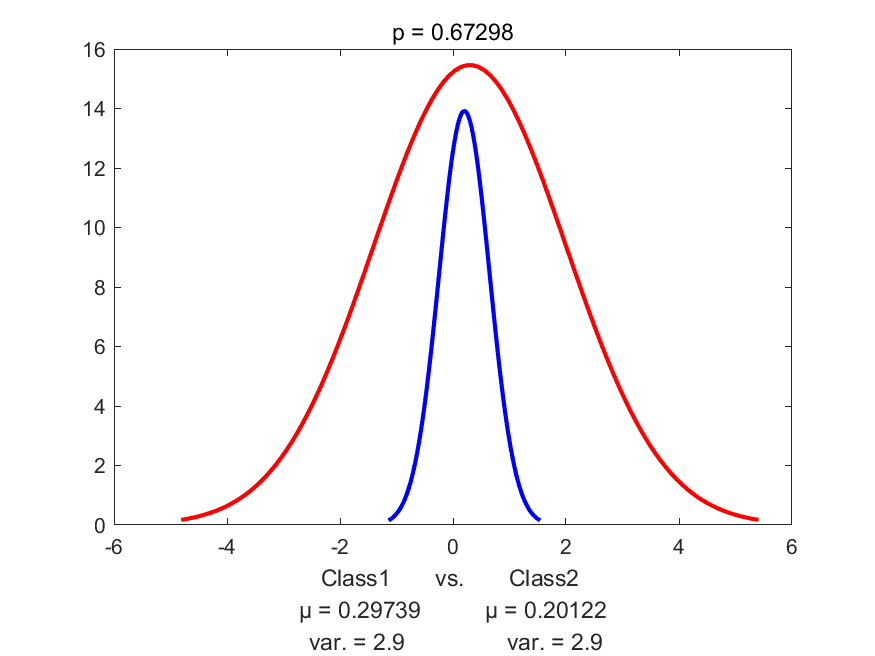 p = 0.67298
16
14
12
10
8
6
4
2
0
-6 -4 -2 0 2 4 6
Class1 vs. Class2
μ = 0.29739 μ = 0.20122
var. = 2.9 var. = 2.9